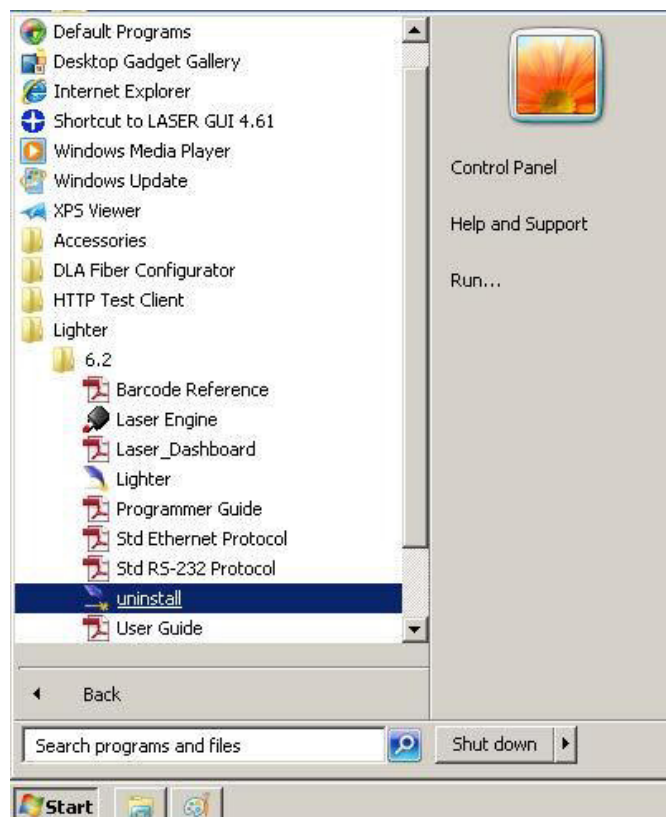 Default Programs
Desktop Gadget Gallery
Internet Explorer
Shortcut to LASER GUI 4.61
Windows Media Player
Windows Update
XPS Viewer
Accessories
DLA Fiber Configurator
HTTP Test Client
Lighter
6.2
Barcode Reference
Laser Engine
Laser_Dashboard
Lighter
Programmer Guide
Std Ethernet Protocol
Std RS-232 Protocol
uninstall
User Guide
Back
Search programs and files
Control Panel
Help and Support
Run...
Shut down
Start